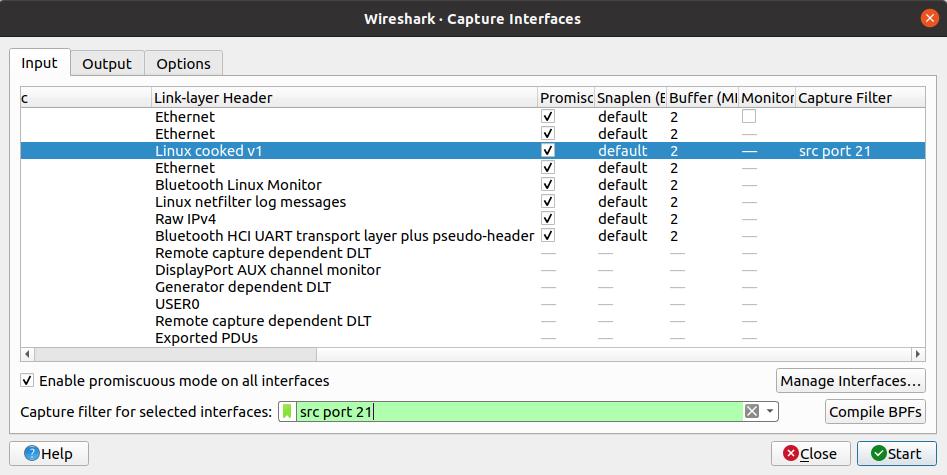 Wireshark · Capture Interfaces
Input Output Options
c Link-layer Header Promisc Snaplen (B Buffer (MI Monitor Capture Filter
Ethernet default 2
Ethernet default 2 —
Linux cooked v1 default 2 — src port 21
Ethernet default 2 —
Bluetooth Linux Monitor default 2 —
Linux netfilter log messages default 2 —
Raw IPv4 default 2 —
Bluetooth HCI UART transport layer plus pseudo-header default 2 —
Remote capture dependent DLT — — — —
DisplayPort AUX channel monitor — — — —
Generator dependent DLT — — — —
USER0 — — — —
Remote capture dependent DLT — — — —
Exported PDUs — — — —
Enable promiscuous mode on all interfaces Manage Interfaces...
Capture filter for selected interfaces: src port 21 Compile BPFs
Help Close Start